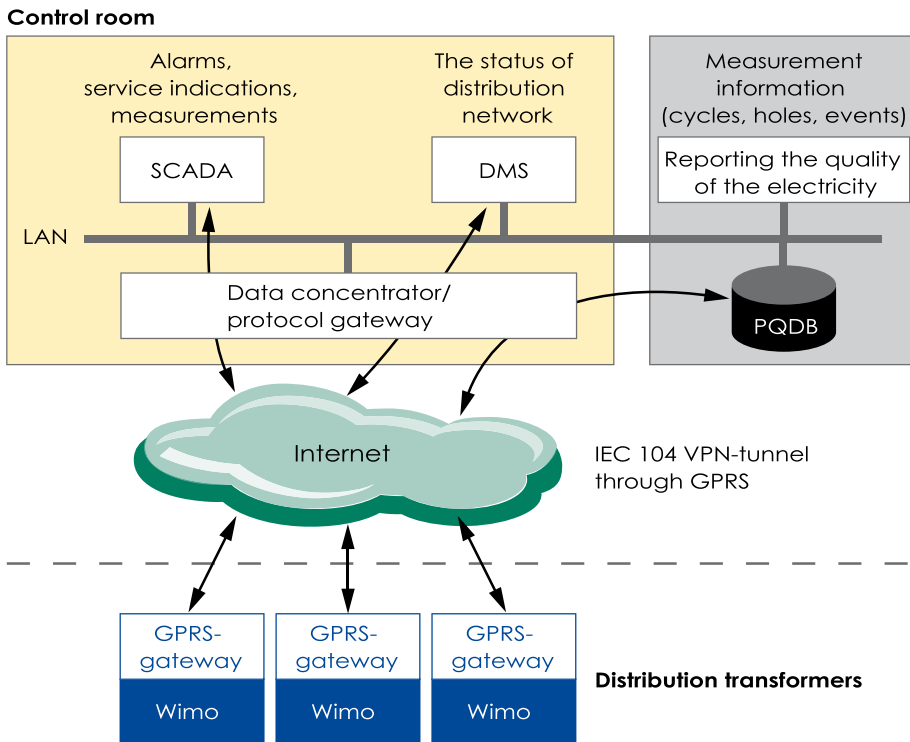 Control room
Alarms,
service indications,
measurements
The status of
distribution
network
Measurement
information
(cycles, holes, events)
SCADA
DMS
Reporting the quality
of the electricity
LAN
Data concentrator/
protocol gateway
PQDB
Internet
IEC 104 VPN-tunnel
through GPRS
GPRS-
gateway
Wimo
GPRS-
gateway
Wimo
GPRS-
gateway
Wimo
Distribution transformers